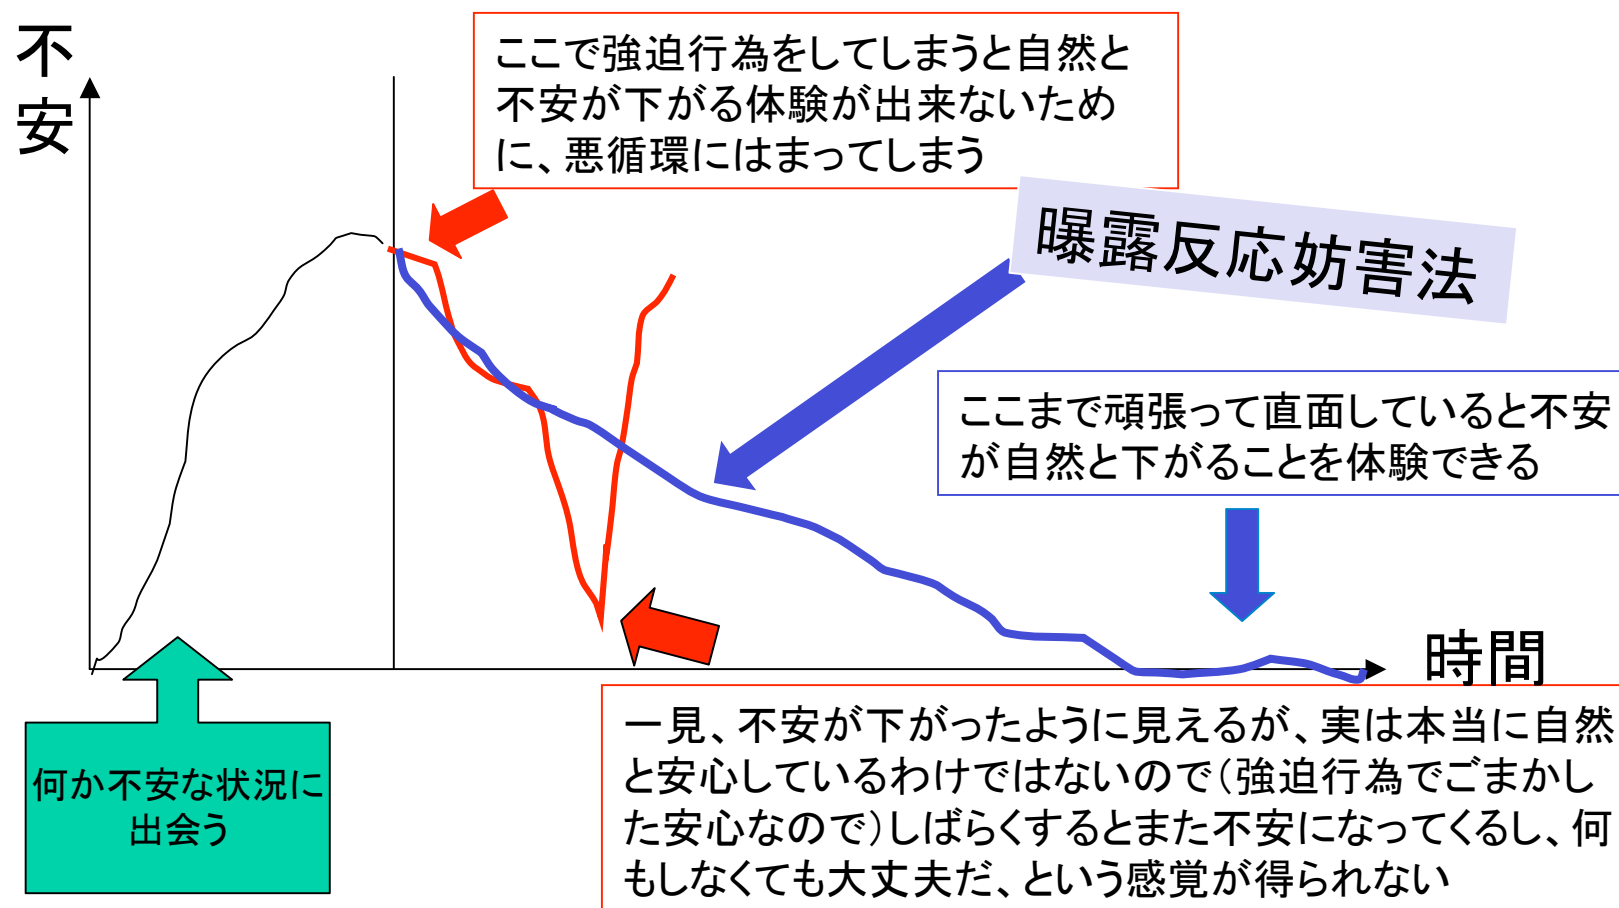 不
安
ここで強迫行為をしてしまうと自然と
不安が下がる体験が出来ないため
に、悪循環にはまってしまう
曝露反応妨害法
ここまで頑張って直面していると不安
が自然と下がることを体験できる
時間
何か不安な状況に
出会う
一見、不安が下がったように見えるが、実は本当に自然
と安心しているわけではないので（強迫行為でごまかし
た安心なので）しばらくするとまた不安になってくるし、何
もしなくても大丈夫だ、という感覚が得られない